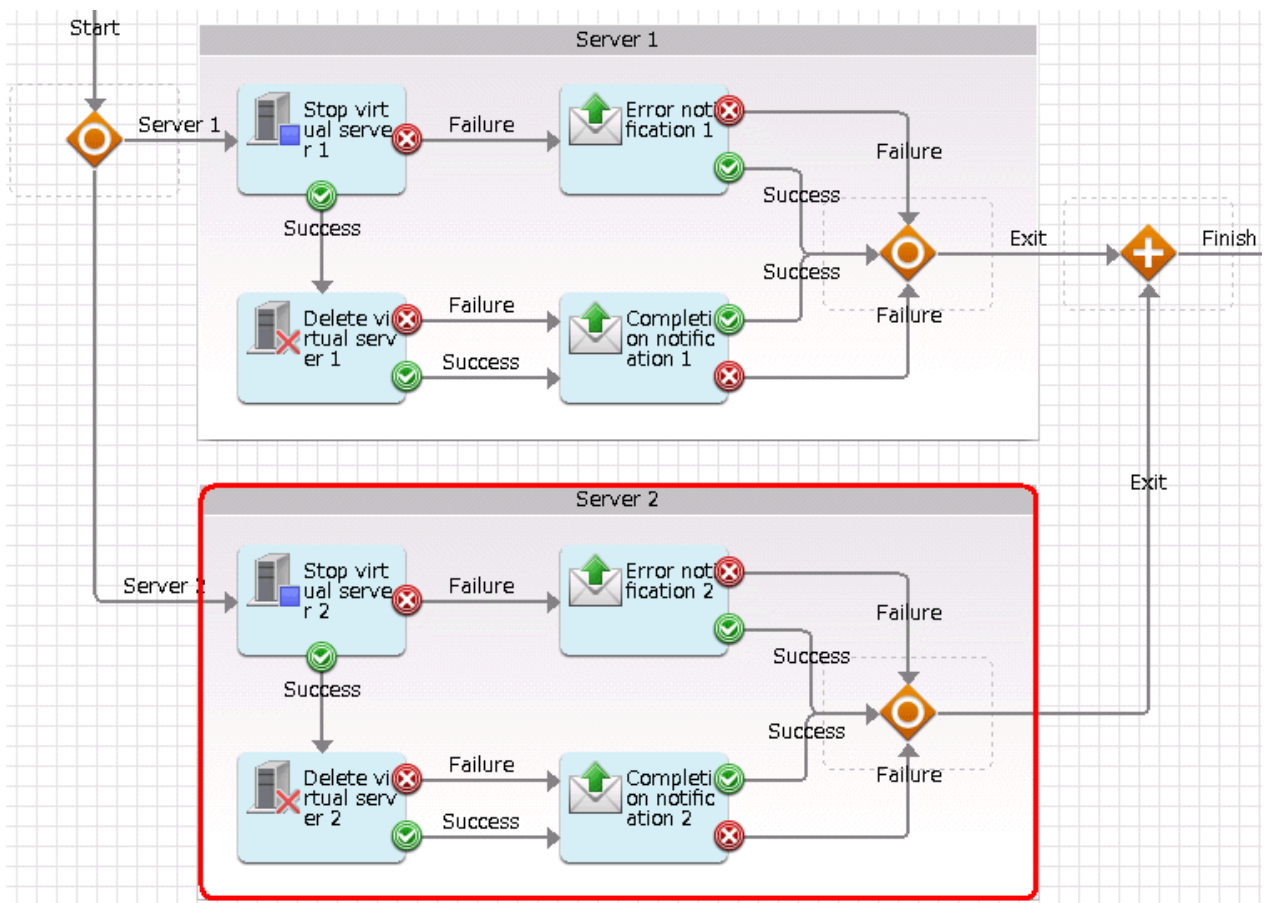 Start
Server 1
Server 1
Stop virt
ual serve
r 1
Failure
Error noti
fication 1
Failure
Success
Success
Success
Exit
Finish
Delete vi
rtual serv
er 1
Failure
Success
Completi
on notific
ation 1
Failure
Exit
Server 2
Server 2
Stop virt
ual serve
r 2
Failure
Error noti
fication 2
Failure
Success
Success
Success
Delete vi
rtual serv
er 2
Failure
Success
Completi
on notific
ation 2
Failure